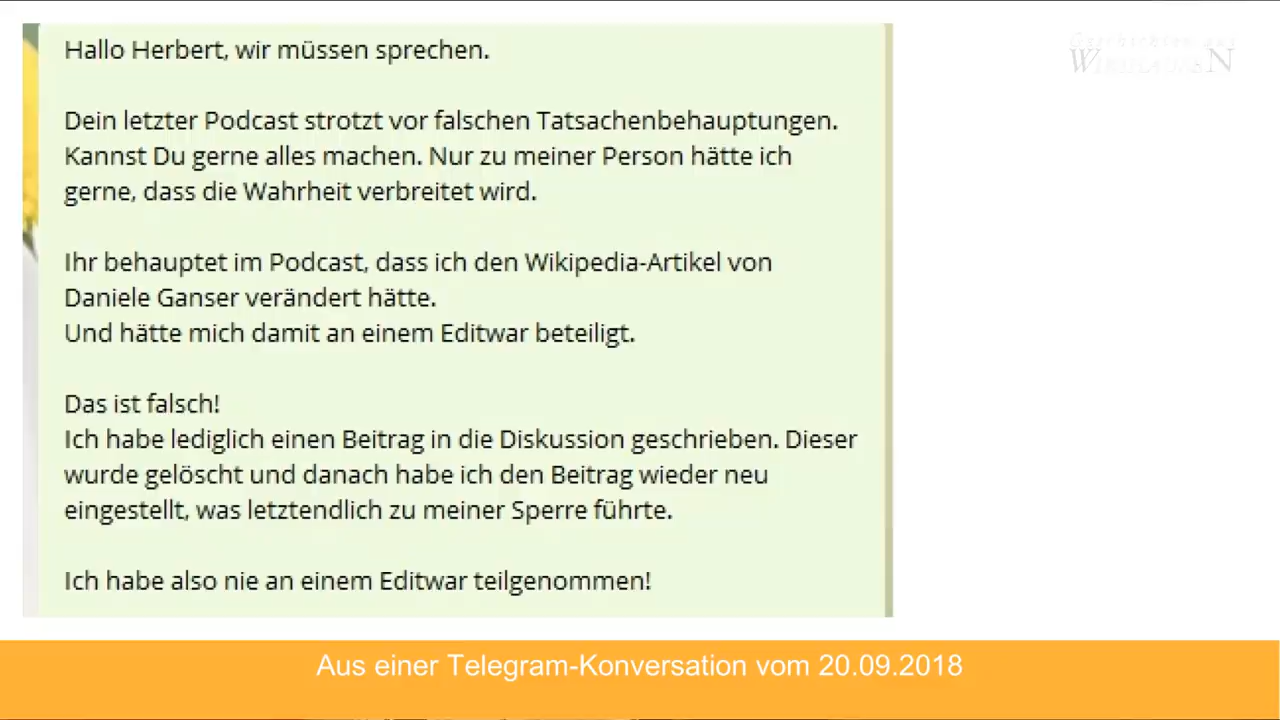 Geschichten aus
WIKIHAUSEN
Hallo Herbert, wir müssen sprechen.
Dein letzter Podcast strotzt vor falschen Tatsachenbehauptungen.
Kannst Du gerne alles machen. Nur zu meiner Person hätte ich
gerne, dass die Wahrheit verbreitet wird.
Ihr behauptet im Podcast, dass ich den Wikipedia-Artikel von
Daniele Ganser verändert hätte.
Und hätte mich damit an einem Editwar beteiligt.
Das ist falsch!
Ich habe lediglich einen Beitrag in die Diskussion geschrieben. Dieser
wurde gelöscht und danach habe ich den Beitrag wieder neu
eingestellt, was letztendlich zu meiner Sperre führte.
Ich habe also nie an einem Editwar teilgenommen!
Aus einer Telegram-Konversation vom 20.09.2018